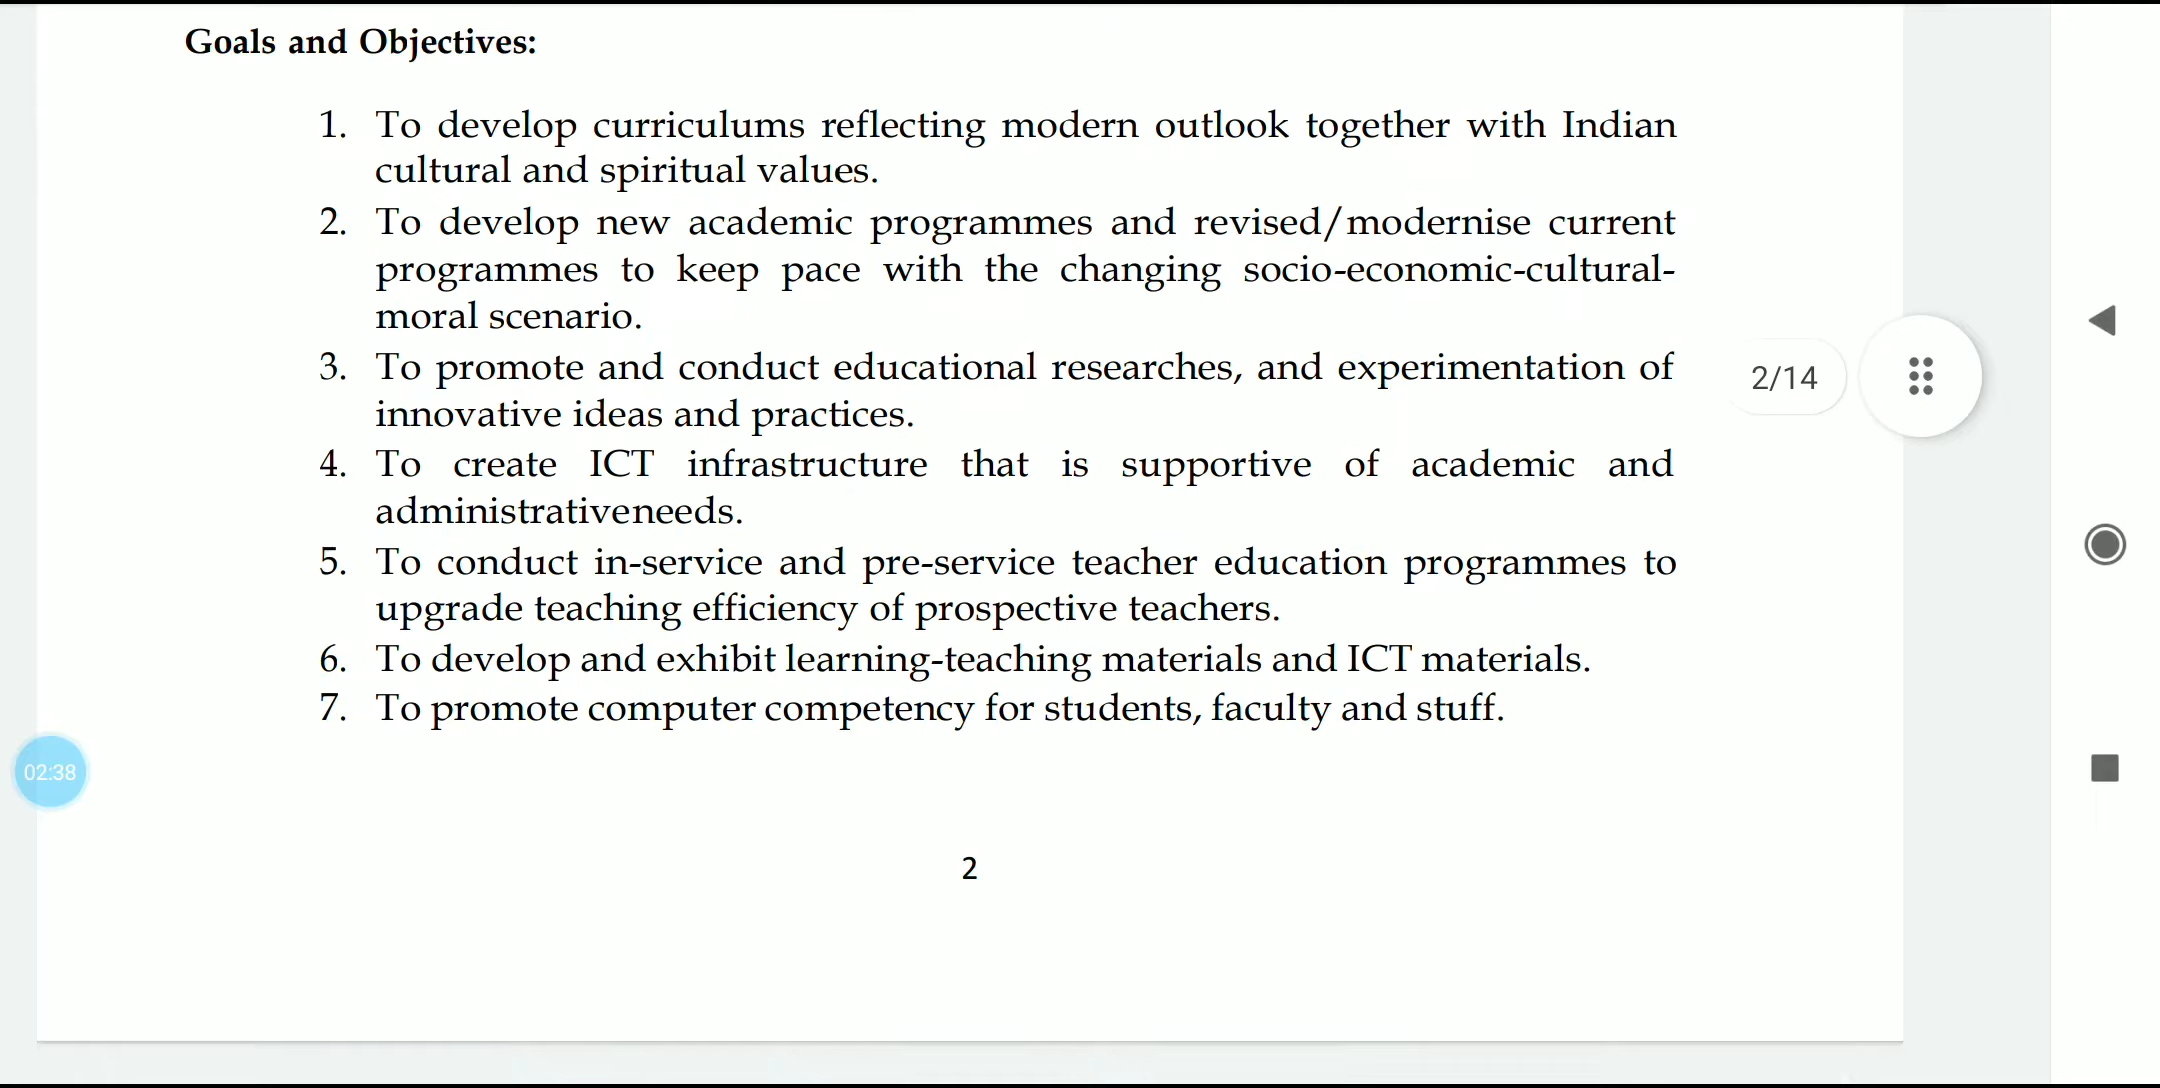 Goals and Objectives:
1. To develop curriculums reflecting modern outlook together with Indian
cultural and spiritual values.
2. To develop new academic programmes and revised/modernise current
programmes to keep pace with the changing socio-economic-cultural-
moral scenario.
3. To promote and conduct educational researches, and experimentation of
innovative ideas and practices.
4. To create ICT infrastructure that is supportive of academic and
administrativeneeds.
5. To conduct in-service and pre-service teacher education programmes to
upgrade teaching efficiency of prospective teachers.
6. To develop and exhibit learning-teaching materials and ICT materials.
7. To promote computer competency for students, faculty and stuff.
2/14
02:38
2